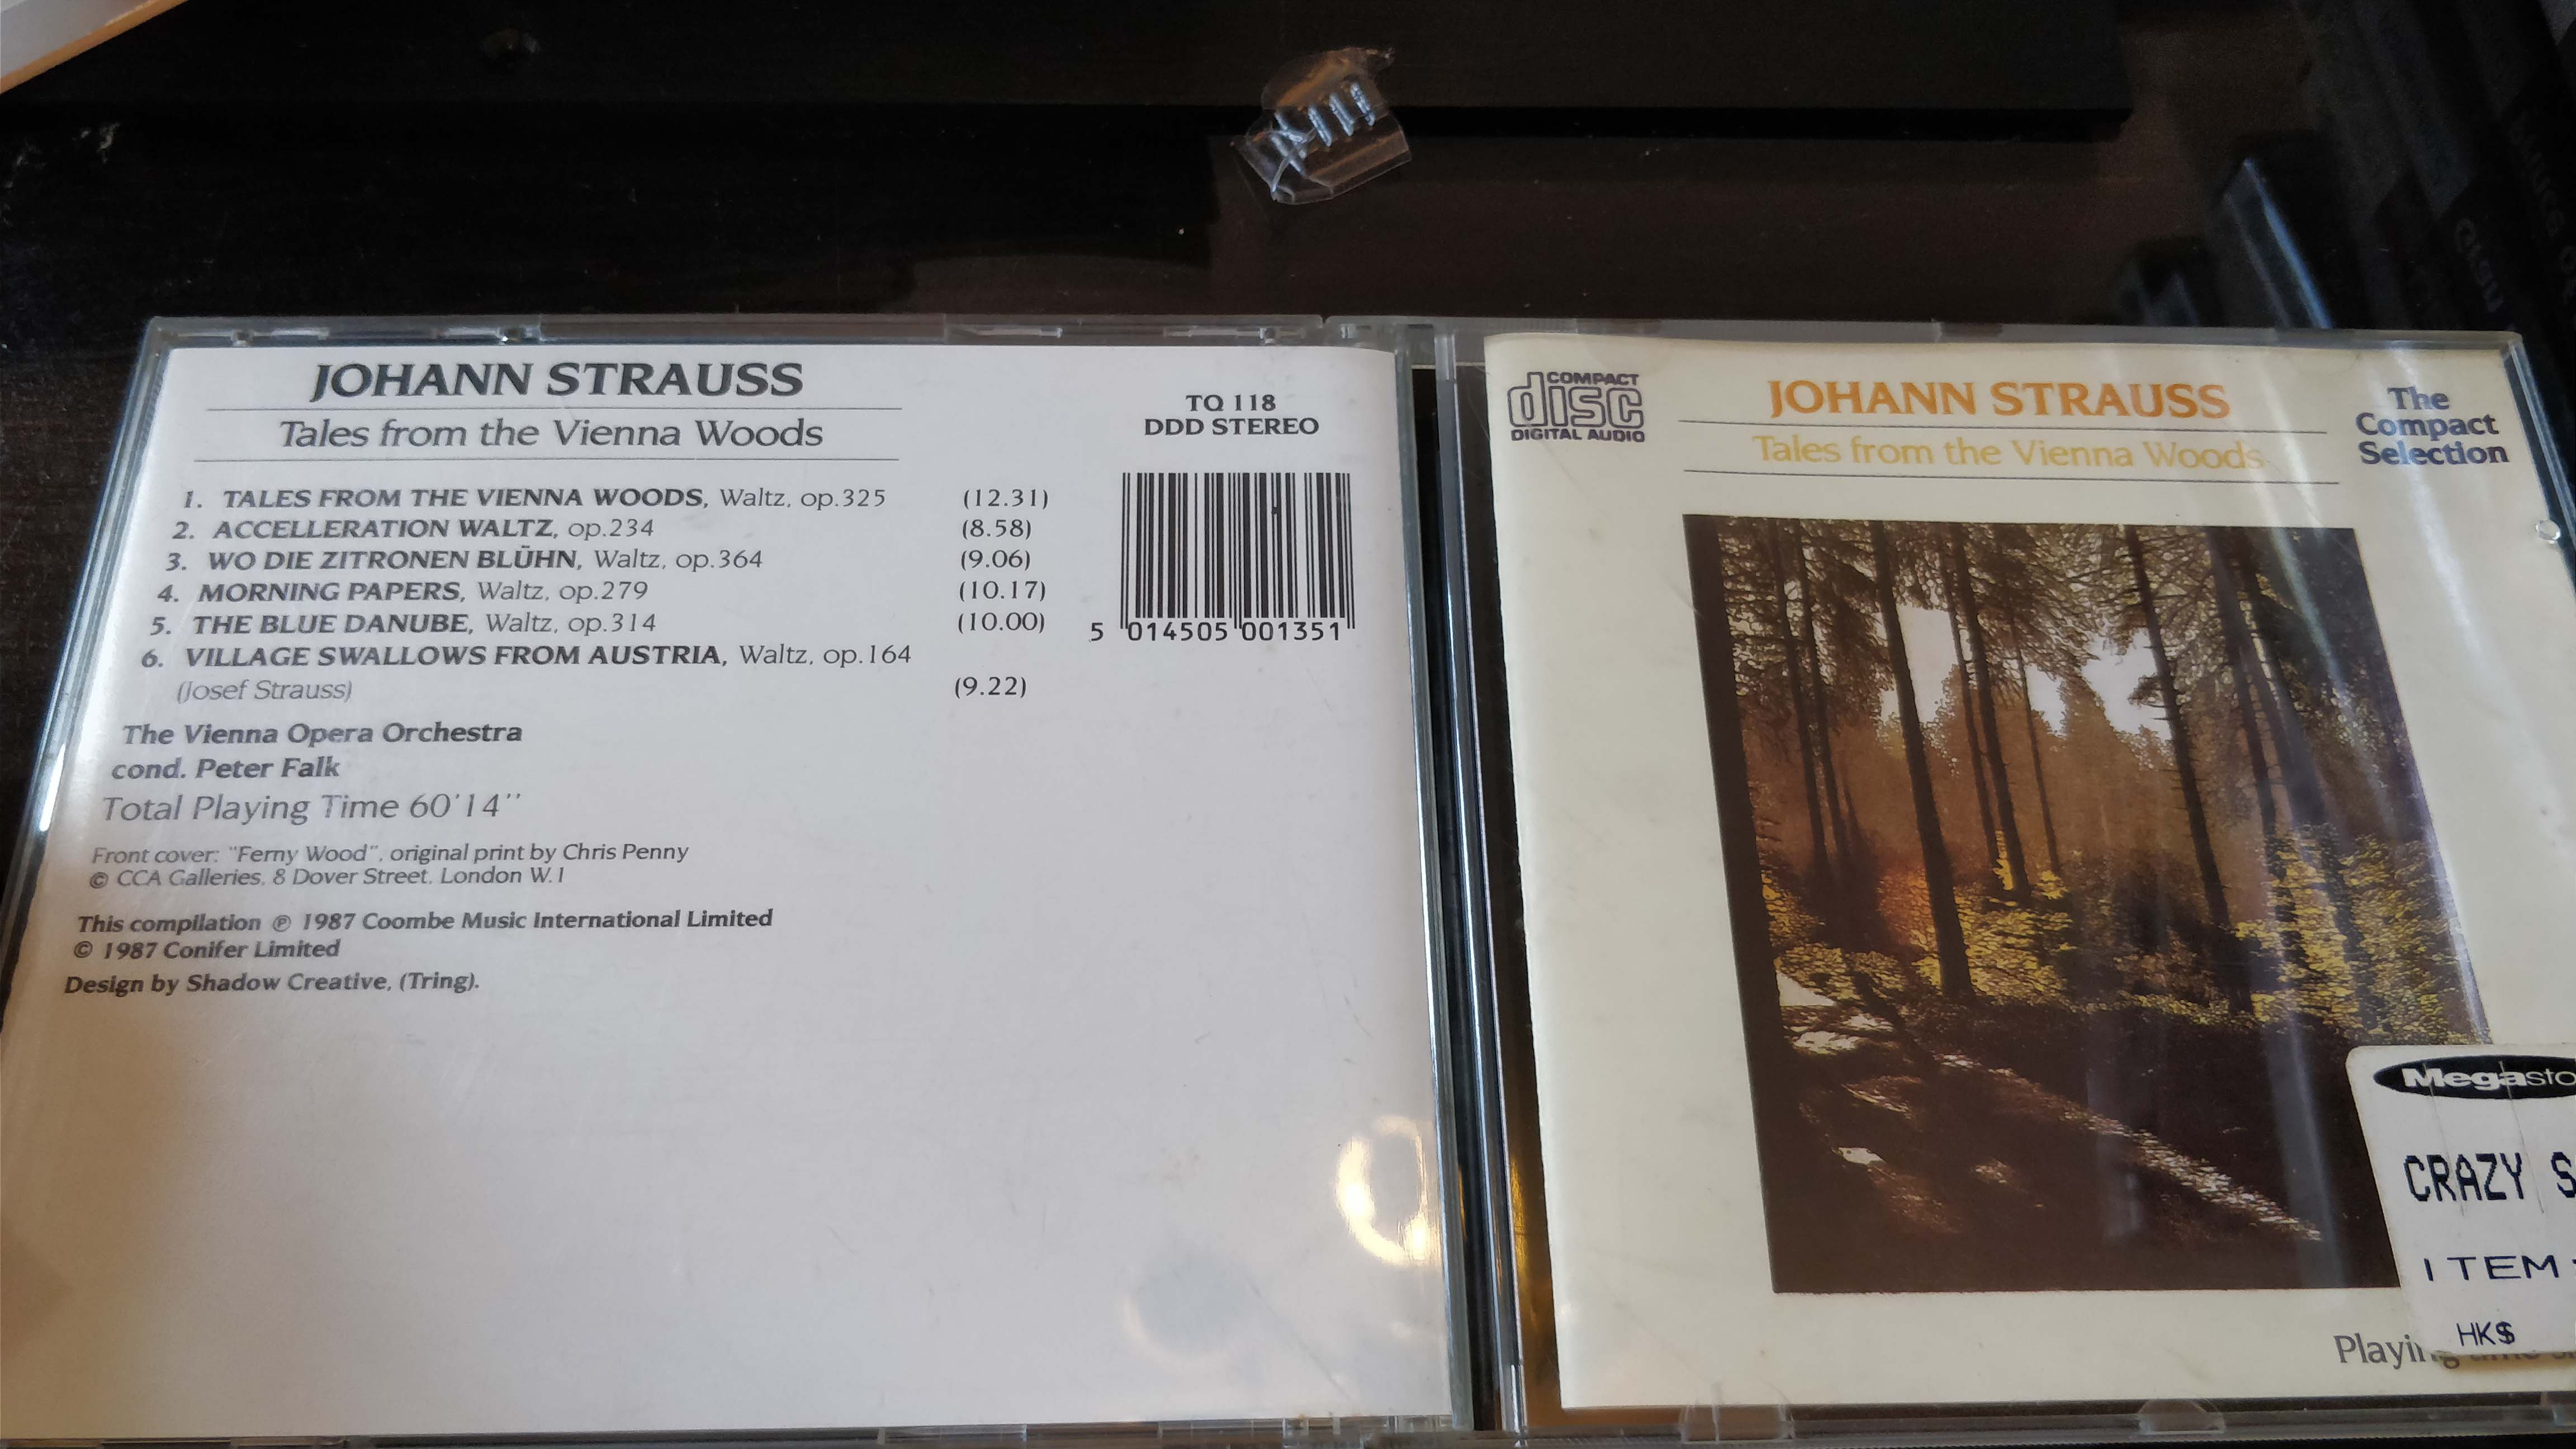 JOHANN STRAUSS
Tales from the Vienna Woods
TQ 118
DDD STEREO
1. TALES FROM THE VIENNA WOODS, Waltz, op.325 (12.31)
2. ACCELLERATION WALTZ, op.234 (8.58)
3. WO DIE ZITRONEN BLÜHN, Waltz, op.364 (9.06)
4. MORNING PAPERS, Waltz, op.279 (10.17)
5. THE BLUE DANUBE, Waltz, op.314 (10.00)
6. VILLAGE SWALLOWS FROM AUSTRIA, Waltz, op.164
(Josef Strauss) (9.22)
5 014505 001351
The Vienna Opera Orchestra
cond. Peter Falk
Total Playing Time 60'14''
Front cover: "Ferny Wood", original print by Chris Penny
© CCA Galleries, 8 Dover Street, London W.1
This compilation ℗ 1987 Coombe Music International Limited
© 1987 Conifer Limited
Design by Shadow Creative, (Tring).
COMPACT
disc
DIGITAL AUDIO
JOHANN STRAUSS
Tales from the Vienna Woods
The
Compact
Selection
Megasto
CRAZY S
ITEM
HK$